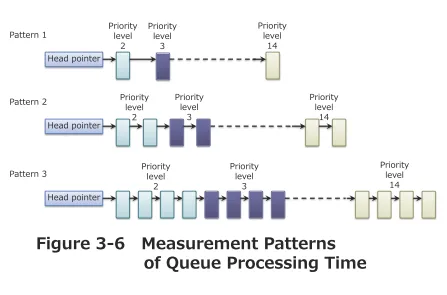 Pattern 1
Priority
level
2
Priority
level
3
Priority
level
14
Head pointer
Pattern 2
Priority
level
2
Priority
level
3
Priority
level
14
Head pointer
Pattern 3
Priority
level
2
Priority
level
3
Priority
level
14
Head pointer
Figure 3-6 Measurement Patterns
of Queue Processing Time